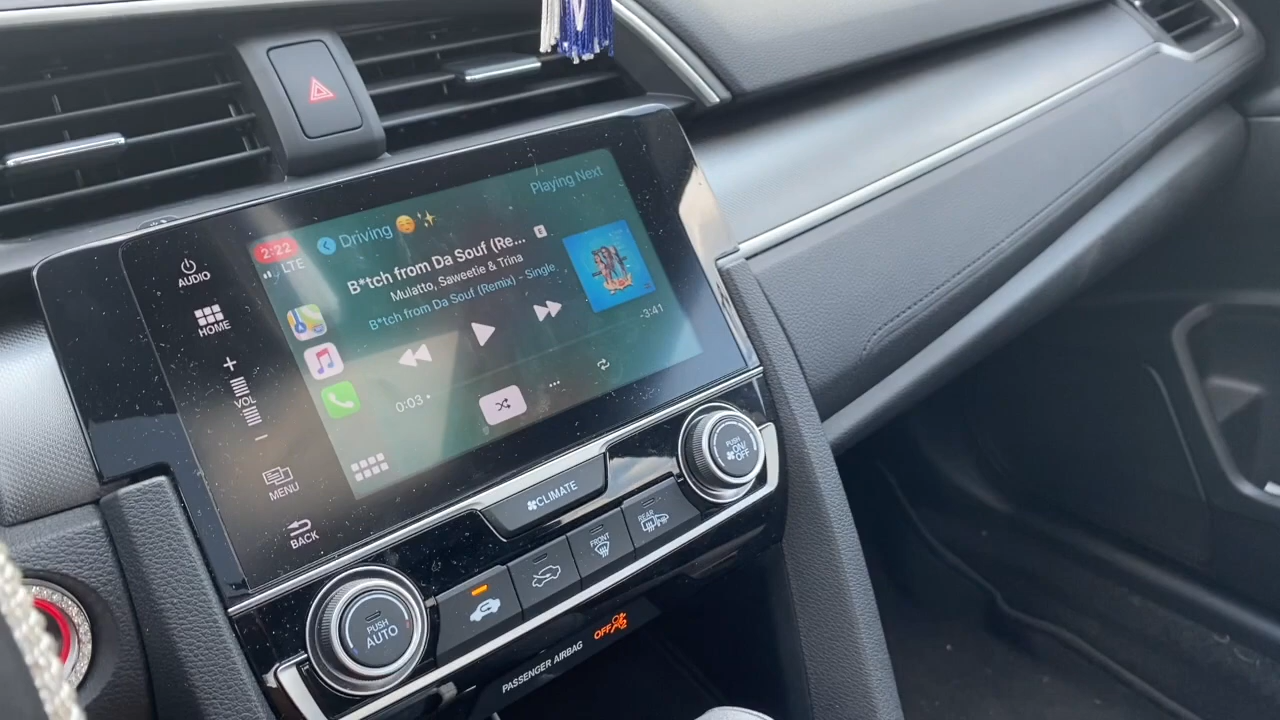 Playing Next
2:22
Driving
LTE
B*tch from Da Souf (Re...
E
Mulatto, Saweetie & Trina
B*tch from Da Souf (Remix) - Single
0:03
-3:41
AUDIO
HOME
+
VOL
-
MENU
BACK
CLIMATE
PUSH
ON/
OFF
REAR
FRONT
PUSH
AUTO
PASSENGER AIRBAG
OFF